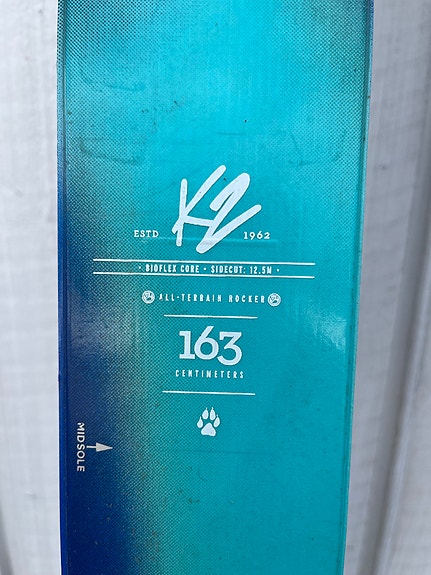 K2
ESTD 1962
• BIOFLEX CORE • SIDECUT: 12.5M •
ALL-TERRAIN ROCKER
163
CENTIMETERS
MIDSOLE